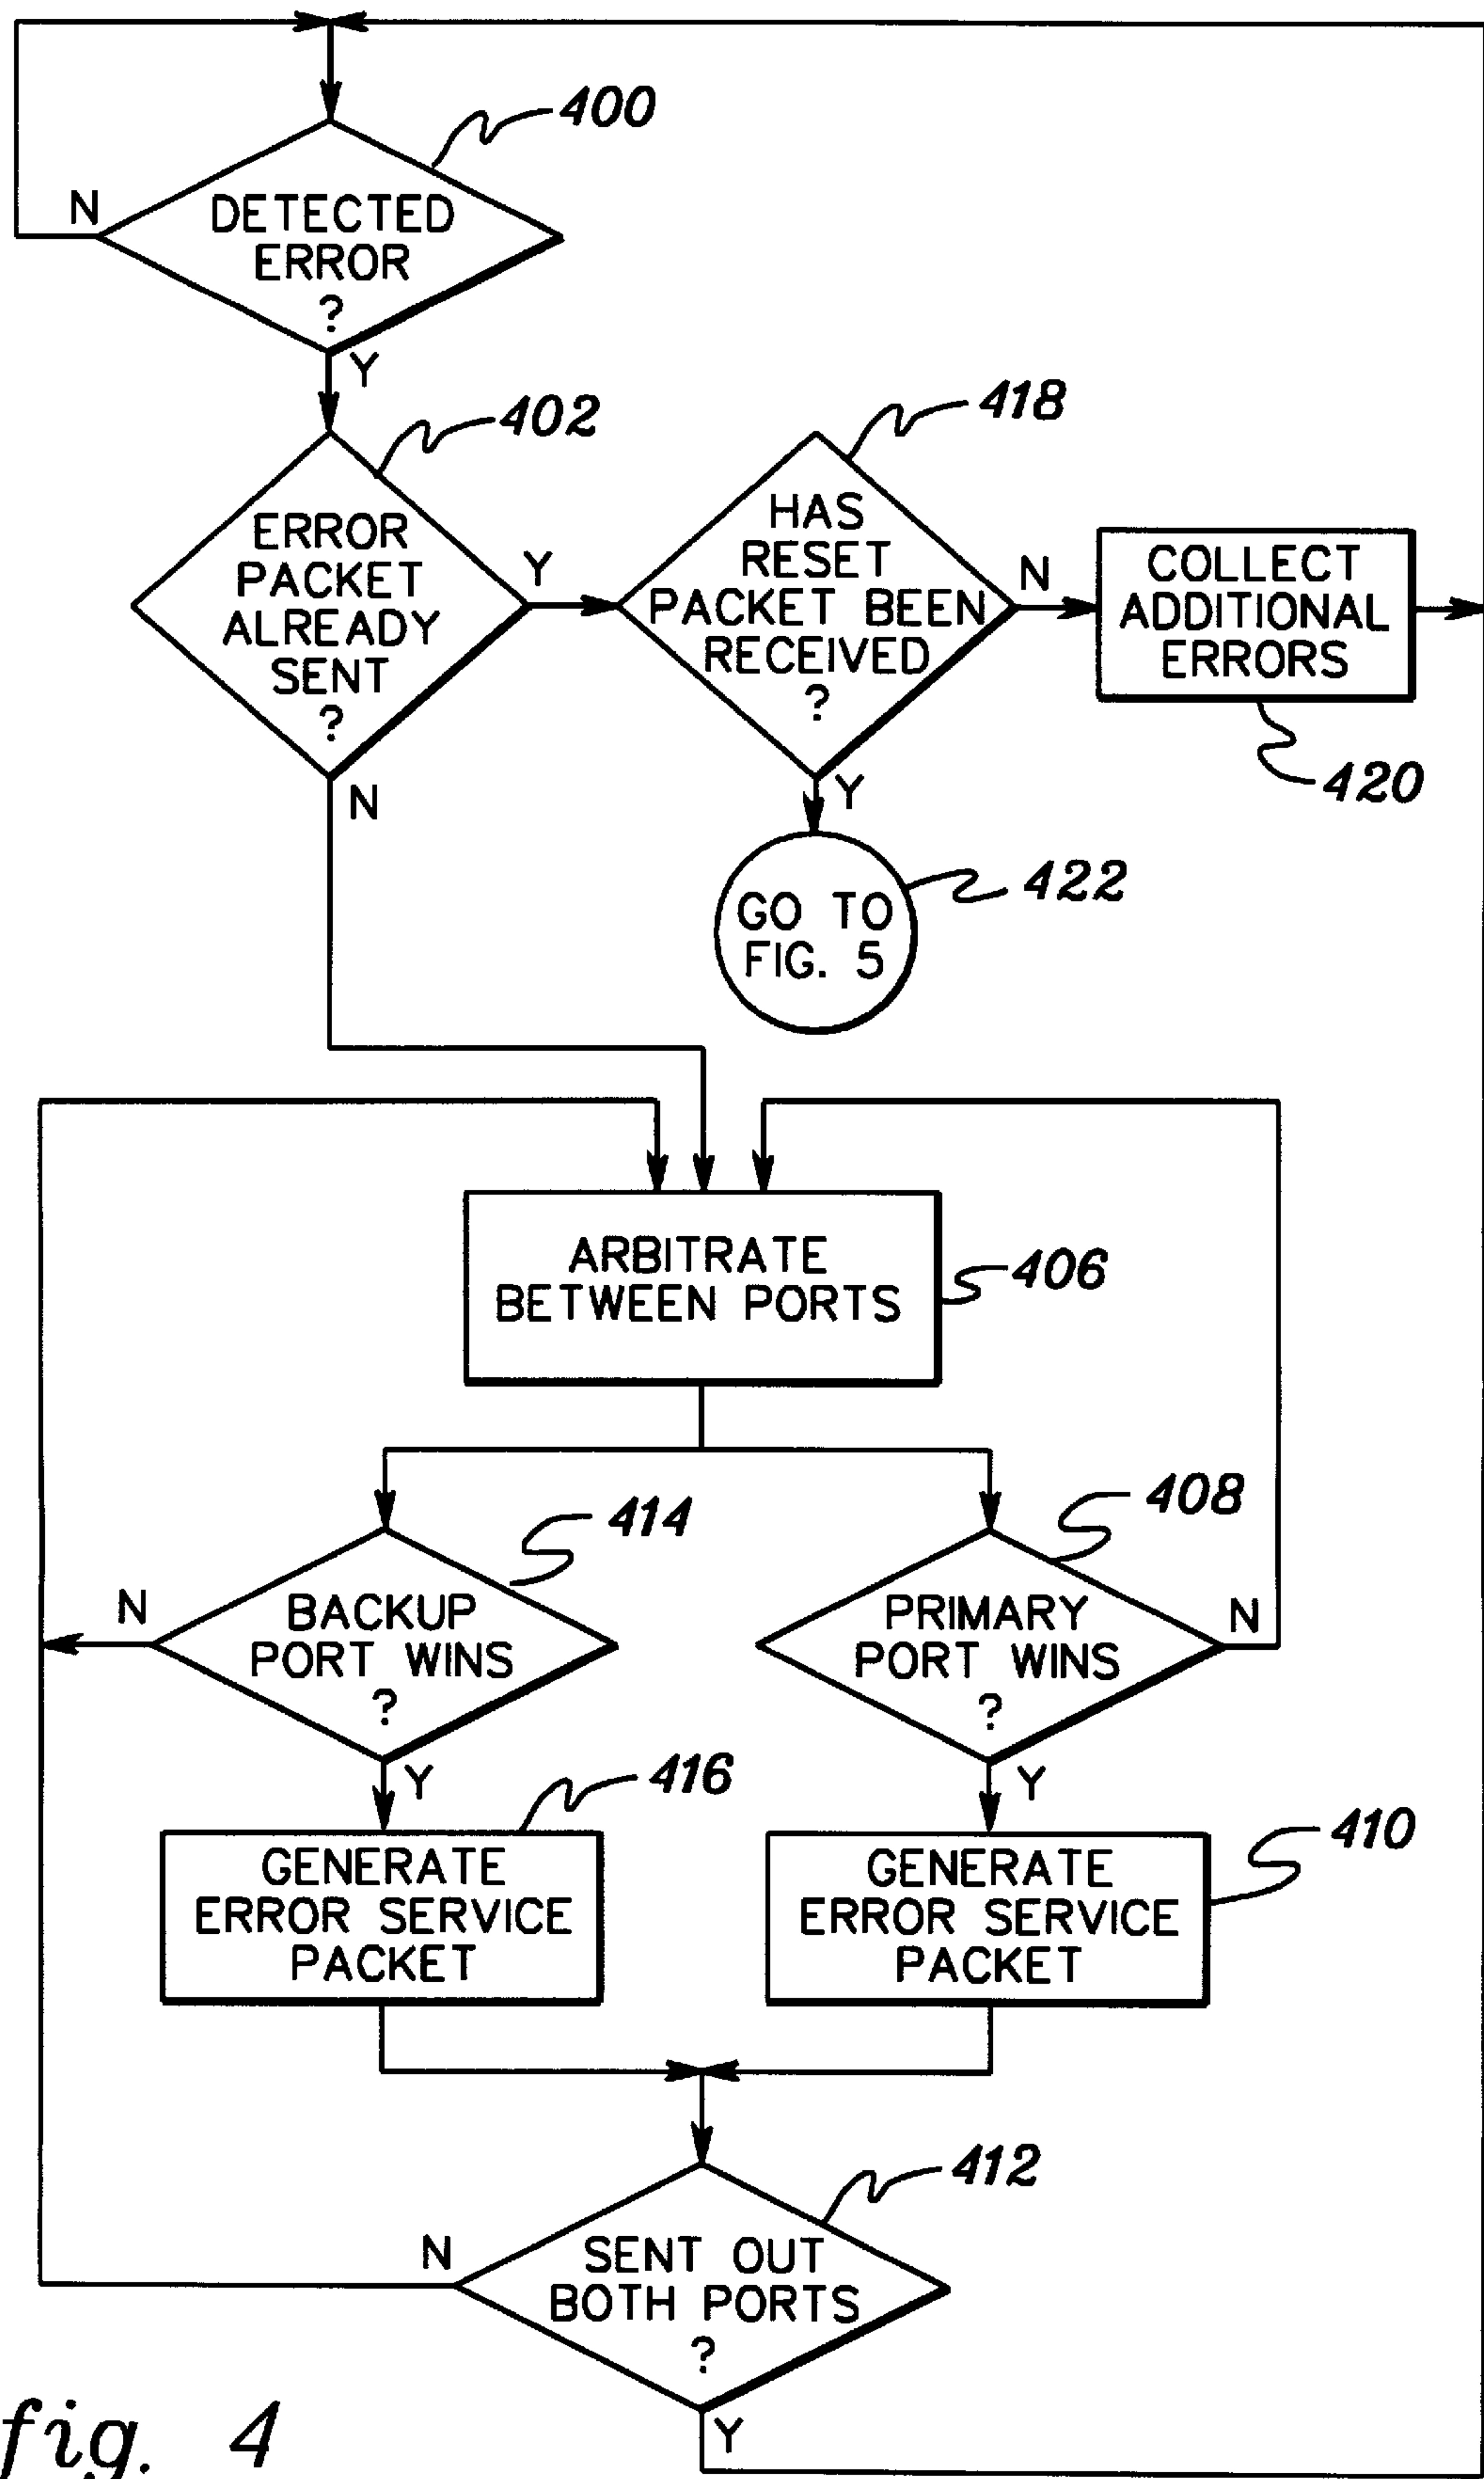 400
N
DETECTED
ERROR
?
Y
402
ERROR
PACKET
ALREADY
SENT
?
Y
N
418
HAS
RESET
PACKET BEEN
RECEIVED
?
N
Y
COLLECT
ADDITIONAL
ERRORS
420
GO TO
FIG. 5
422
ARBITRATE
BETWEEN PORTS
406
414
N
BACKUP
PORT WINS
?
Y
408
PRIMARY
PORT WINS
?
N
Y
416
GENERATE
ERROR SERVICE
PACKET
410
GENERATE
ERROR SERVICE
PACKET
412
N
SENT OUT
BOTH PORTS
?
Y
fig. 4